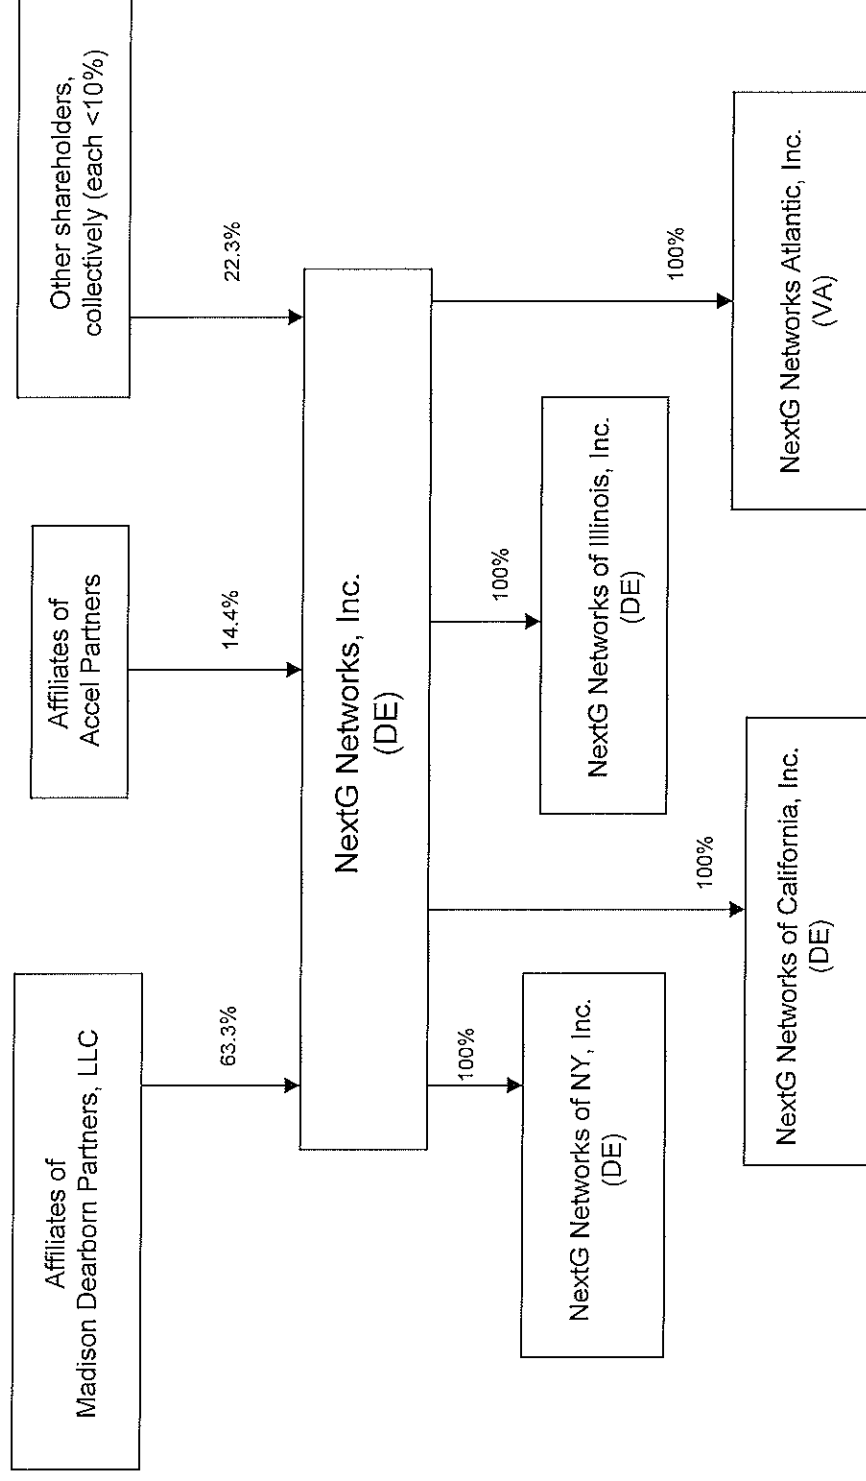 Affiliates of
Madison Dearborn Partners, LLC
Affiliates of
Accel Partners
Other shareholders,
collectively (each <10%)
63.3%
14.4%
22.3%
NextG Networks, Inc.
(DE)
100%
100%
100%
100%
NextG Networks of NY, Inc.
(DE)
NextG Networks of Illinois, Inc.
(DE)
NextG Networks of California, Inc.
(DE)
NextG Networks Atlantic, Inc.
(VA)